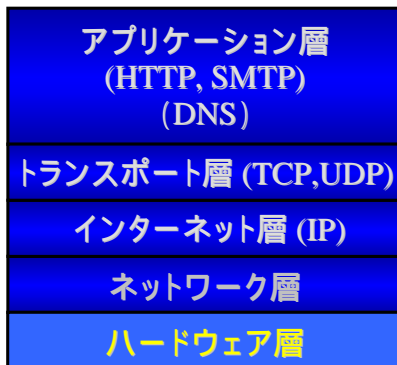 アプリケーション層
(HTTP, SMTP)
(DNS)
トランスポート層 (TCP,UDP)
インターネット層 (IP)
ネットワーク層
ハードウェア層